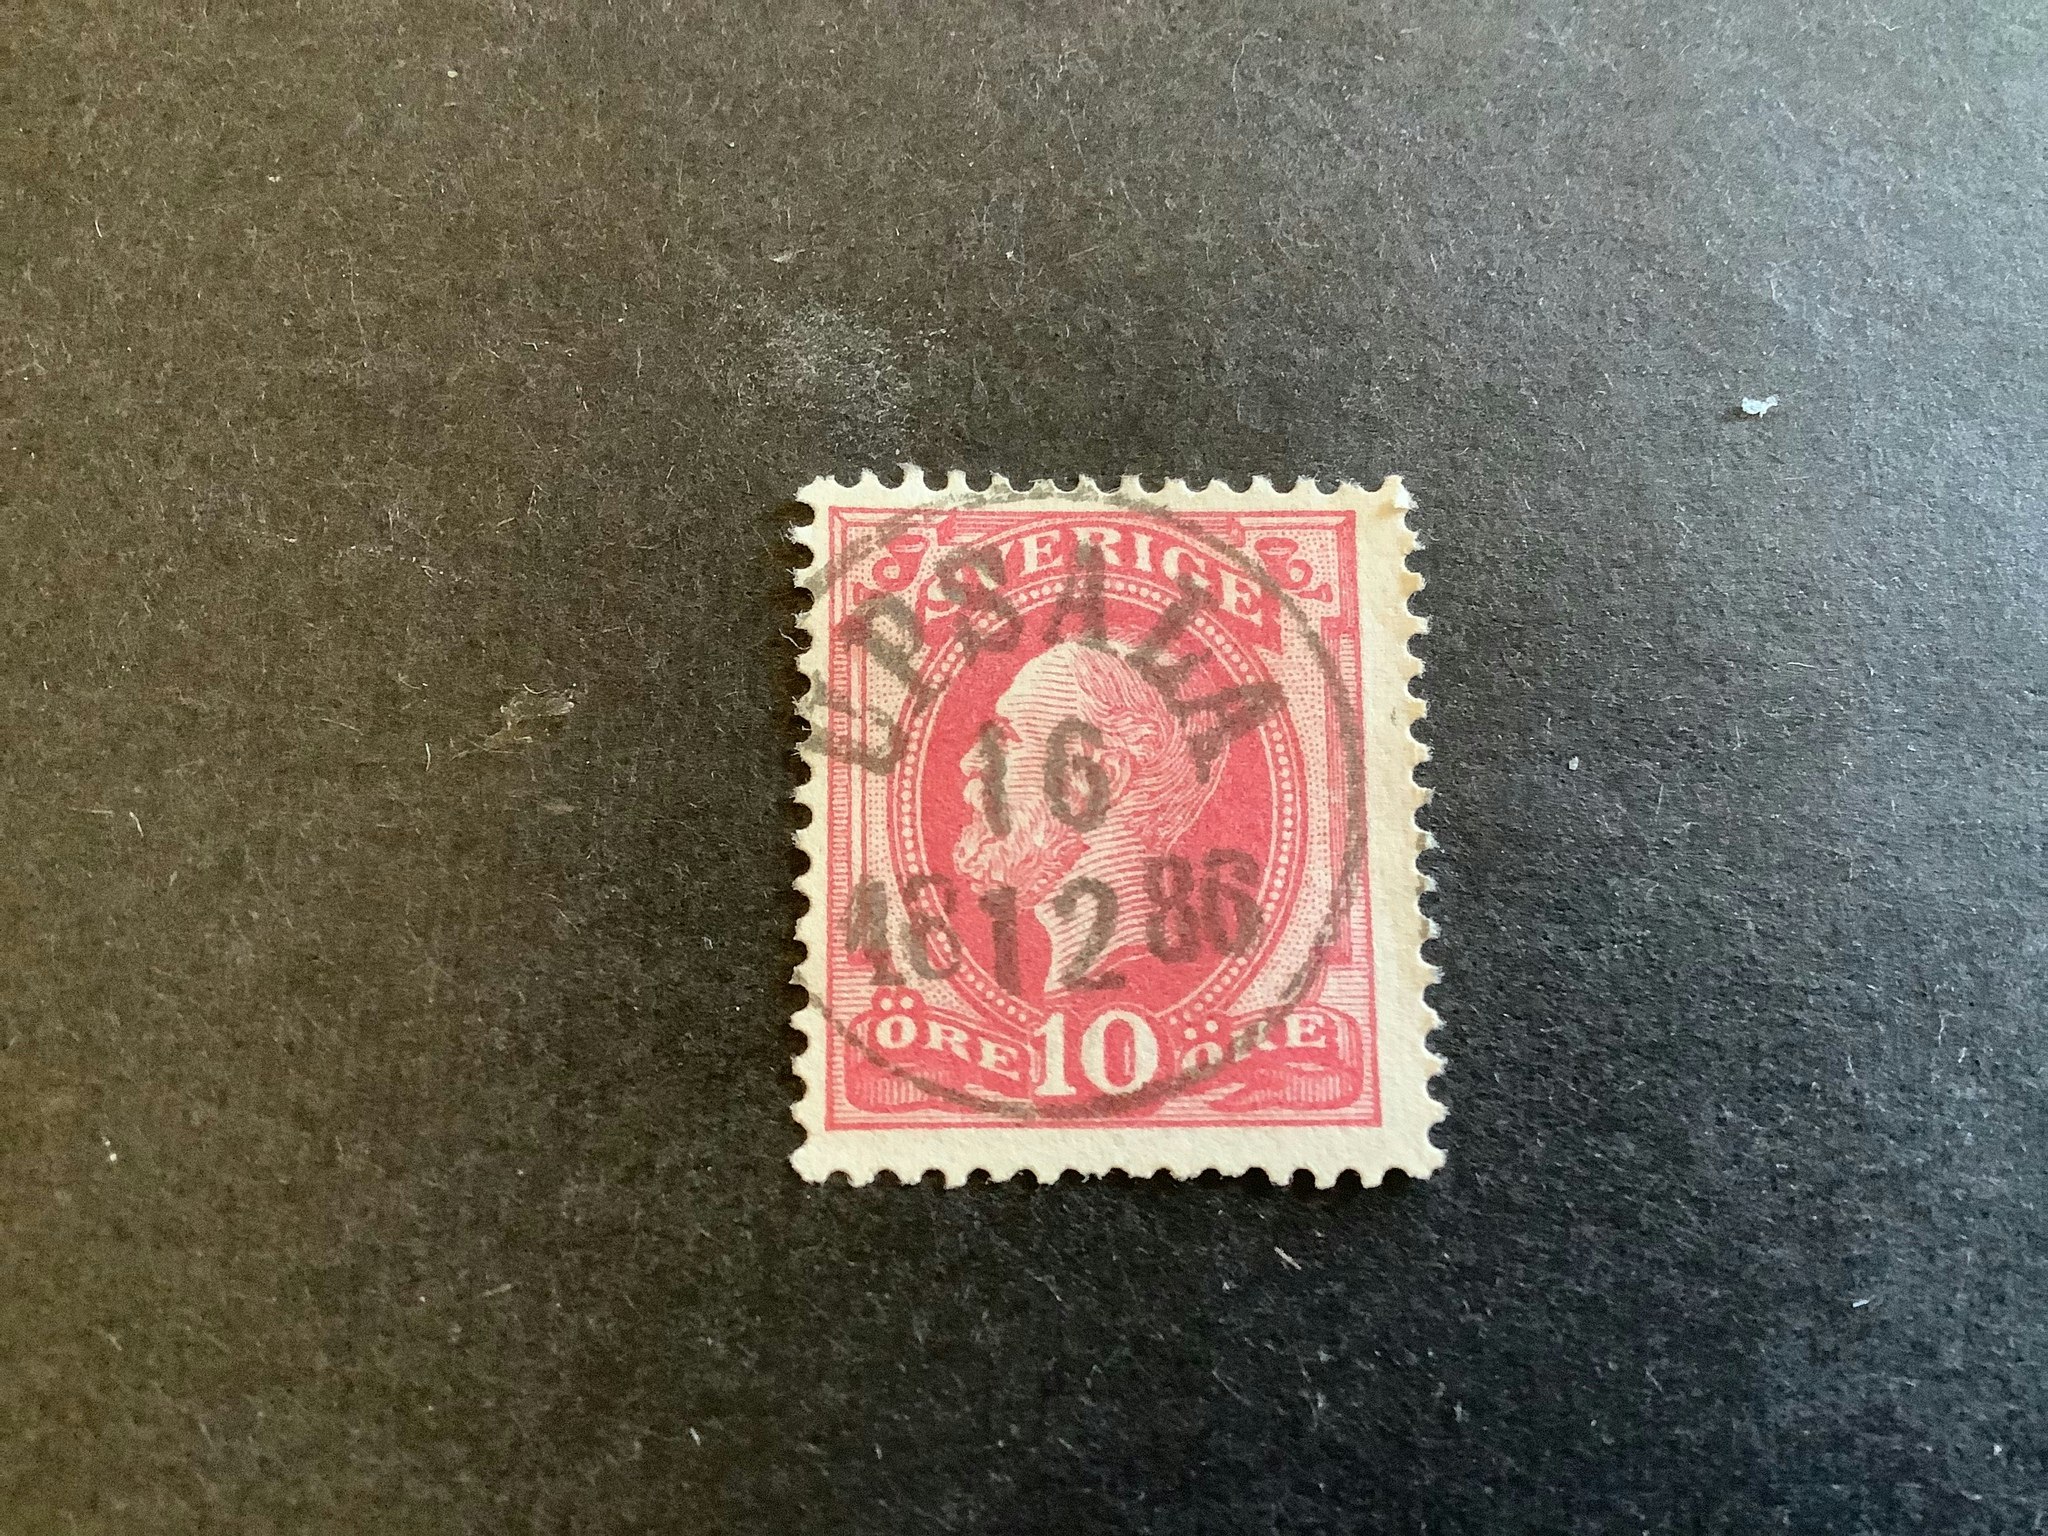 SVERIGE
UPSALA
16
18 12 86
ÖRE 10 ÖRE